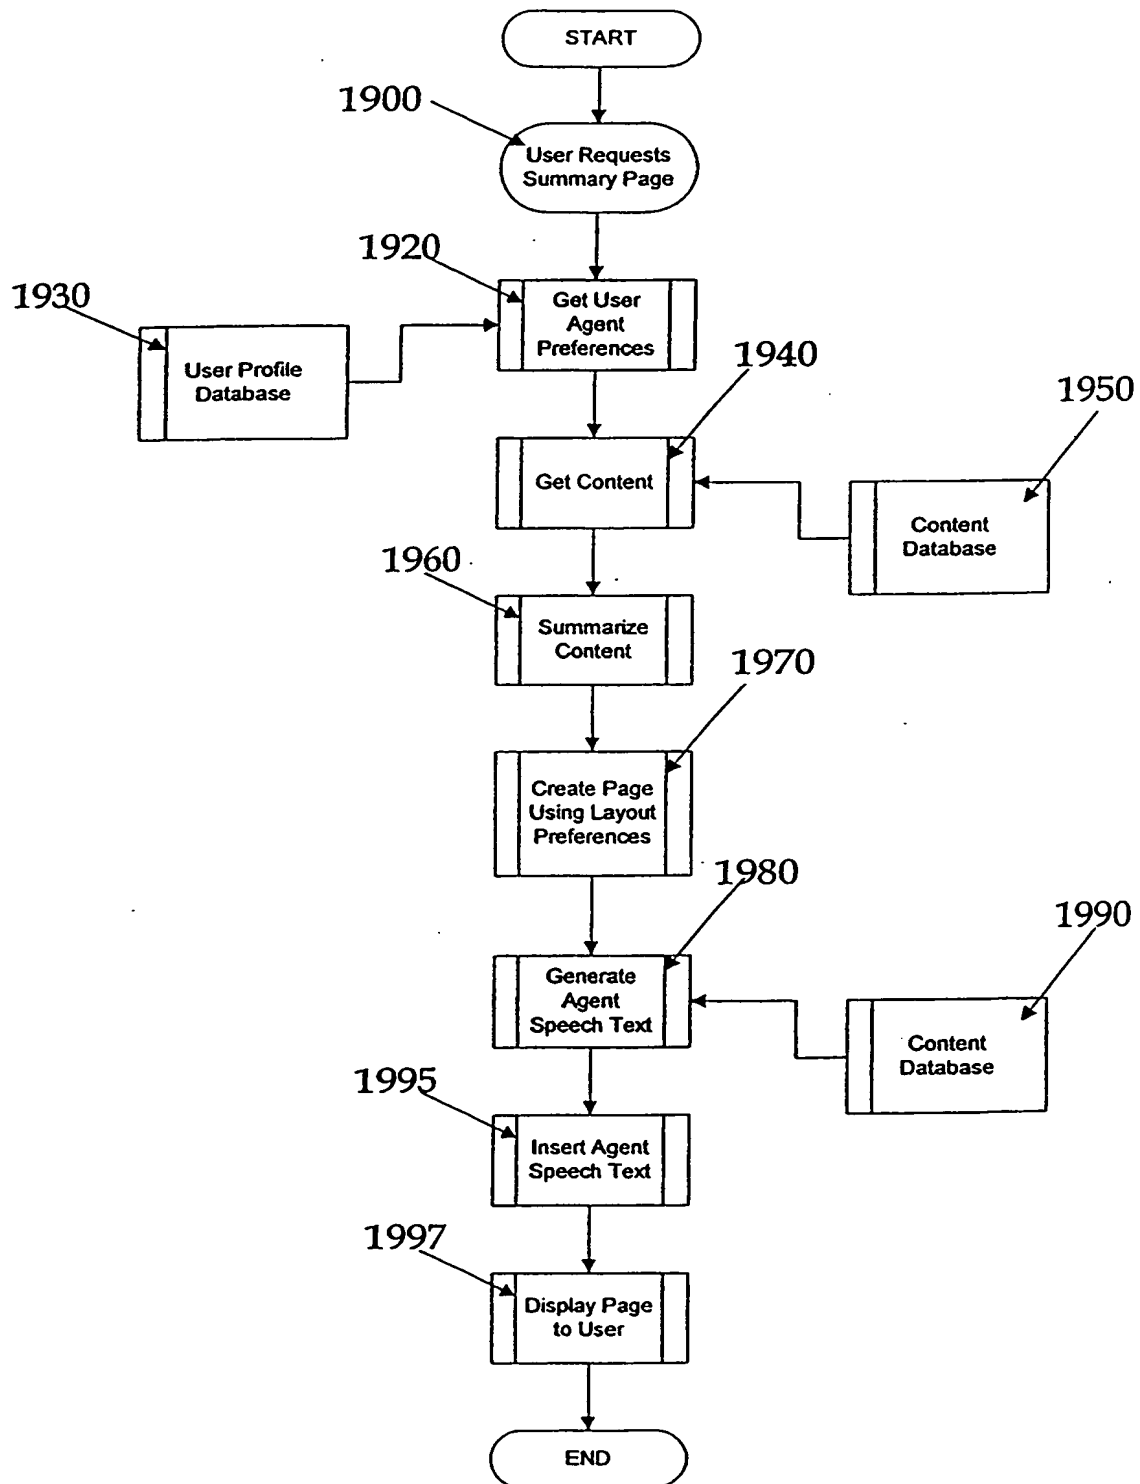 START
1900
User Requests
Summary Page
1920
Get User
Agent
Preferences
1930
User Profile
Database
1940
Get Content
1950
Content
Database
1960
Summarize
Content
1970
Create Page
Using Layout
Preferences
1980
Generate
Agent
Speech Text
1990
Content
Database
1995
Insert Agent
Speech Text
1997
Display Page
to User
END